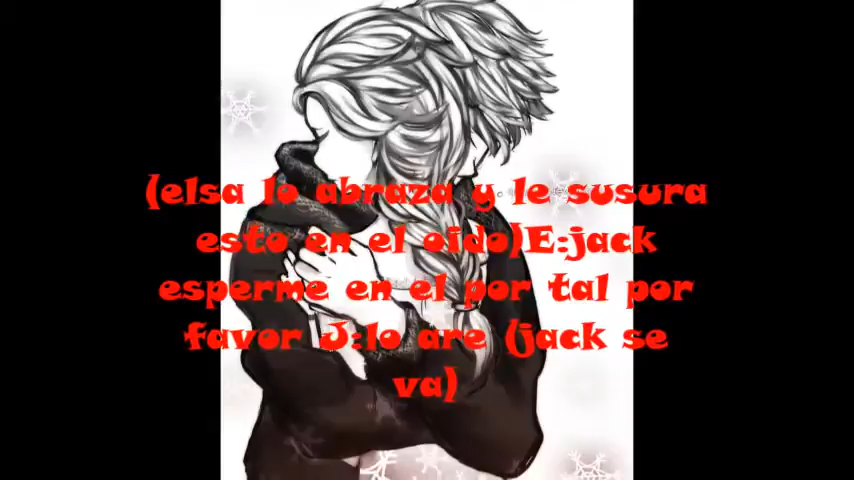 (elsa lo abraza y le susura
esto en el oido)E:jack
esperme en el por tal por
favor J:lo are (jack se
va)